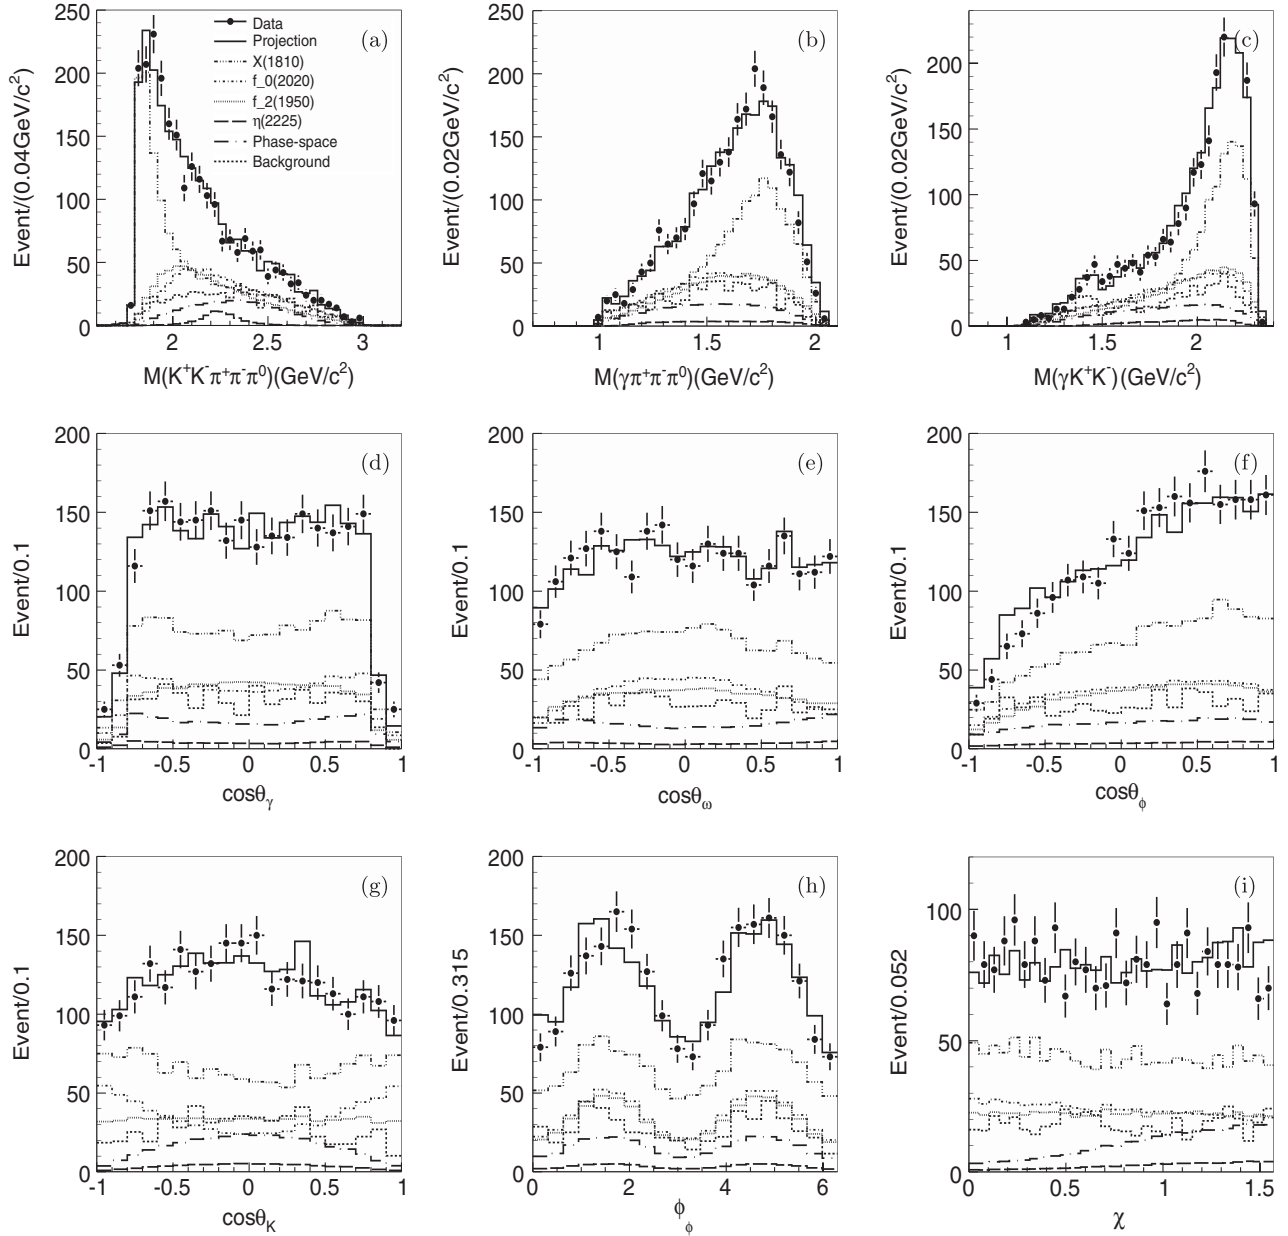 250
200
150
100
50
0
Event/(0.04GeV/c²)
Data
Projection
X(1810)
f_0(2020)
f_2(1950)
η(2225)
Phase-space
Background
(a)
2 2.5 3
M(K⁺K⁻π⁺π⁻π⁰)(GeV/c²)
250
200
150
100
50
0
Event/(0.02GeV/c²)
(b)
1 1.5 2
M(γπ⁺π⁻π⁰)(GeV/c²)
200
150
100
50
0
Event/(0.02GeV/c²)
(c)
1 1.5 2
M(γK⁺K⁻)(GeV/c²)
200
150
100
50
0
Event/0.1
(d)
-1 -0.5 0 0.5 1
cosθ_γ
200
150
100
50
0
Event/0.1
(e)
-1 -0.5 0 0.5 1
cosθ_ω
200
150
100
50
0
Event/0.1
(f)
-1 -0.5 0 0.5 1
cosθ_ϕ
200
150
100
50
0
Event/0.1
(g)
-1 -0.5 0 0.5 1
cosθ_K
200
150
100
50
0
Event/0.315
(h)
0 2 4 6
ϕ_ϕ
100
50
0
Event/0.052
(i)
0 0.5 1 1.5
χ